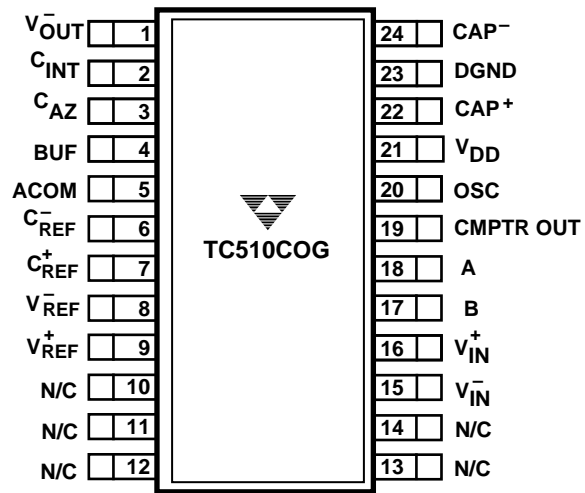 V–OUT 1
CINT 2
CAZ 3
BUF 4
ACOM 5
C–REF 6
C+REF 7
V–REF 8
V+REF 9
N/C 10
N/C 11
N/C 12
TC510COG
24 CAP–
23 DGND
22 CAP+
21 VDD
20 OSC
19 CMPTR OUT
18 A
17 B
16 V+IN
15 V–IN
14 N/C
13 N/C